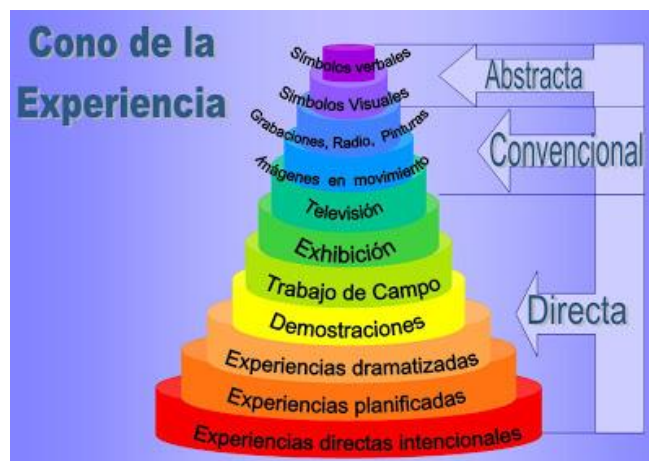 Cono de la
Experiencia
Símbolos verbales
Símbolos Visuales
Grabaciones, Radio, Pinturas
Imágenes en movimiento
Televisión
Exhibición
Trabajo de Campo
Demostraciones
Experiencias dramatizadas
Experiencias planificadas
Experiencias directas intencionales
Abstracta
Convencional
Directa